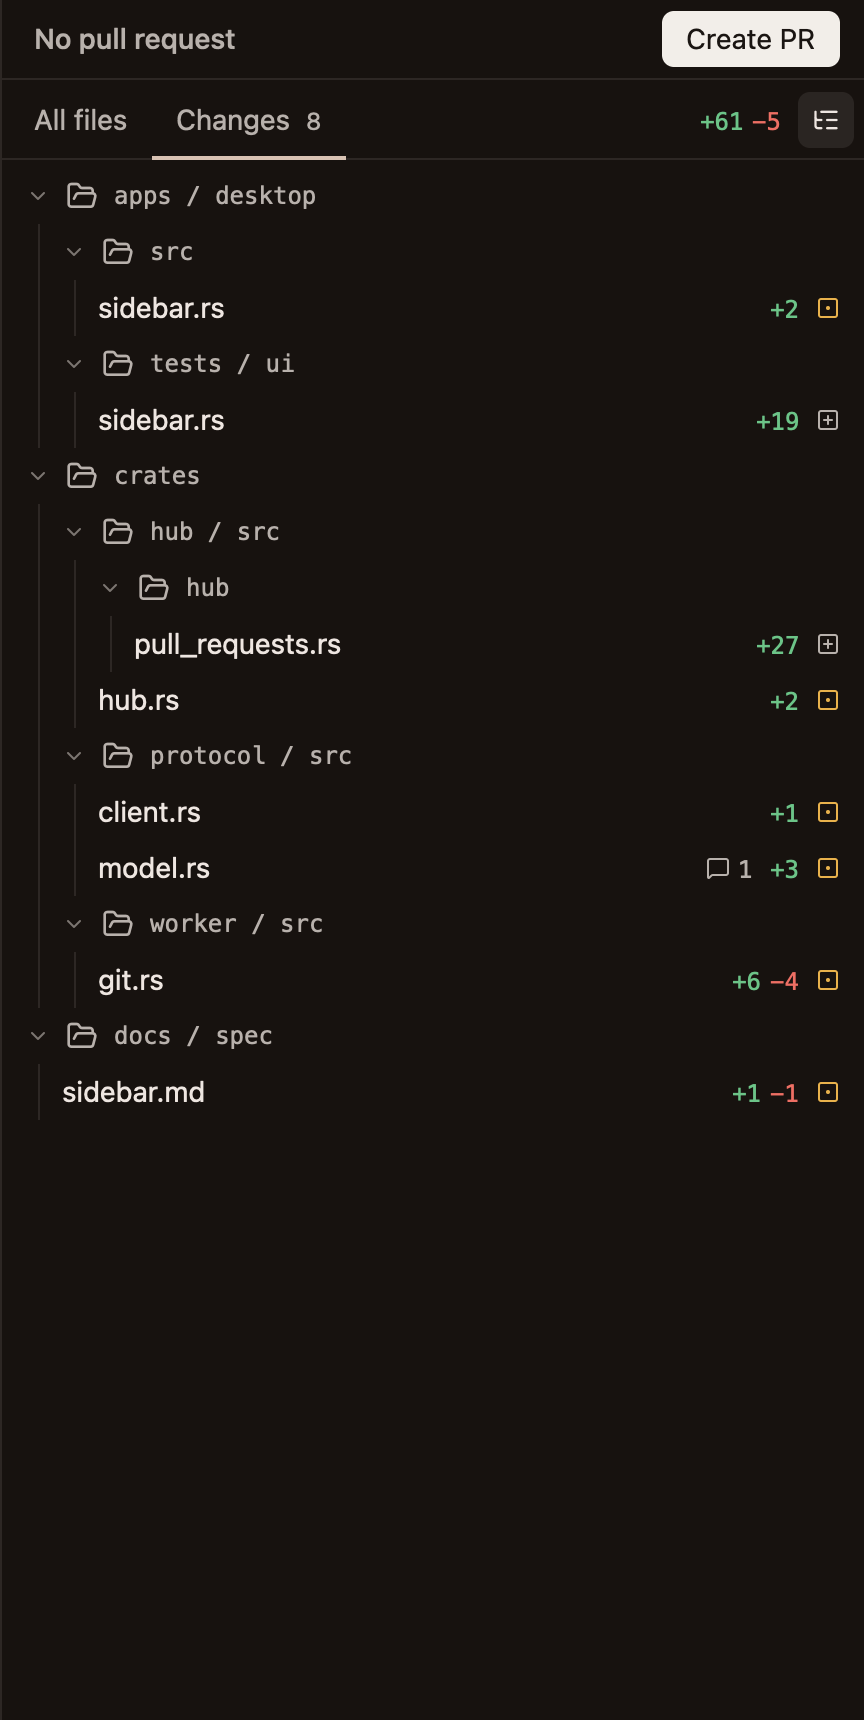 No pull request Create PR
All files Changes 8 +61 −5
apps / desktop
src
sidebar.rs +2
tests / ui
sidebar.rs +19
crates
hub / src
hub
pull_requests.rs +27
hub.rs +2
protocol / src
client.rs +1
model.rs 1 +3
worker / src
git.rs +6 −4
docs / spec
sidebar.md +1 −1